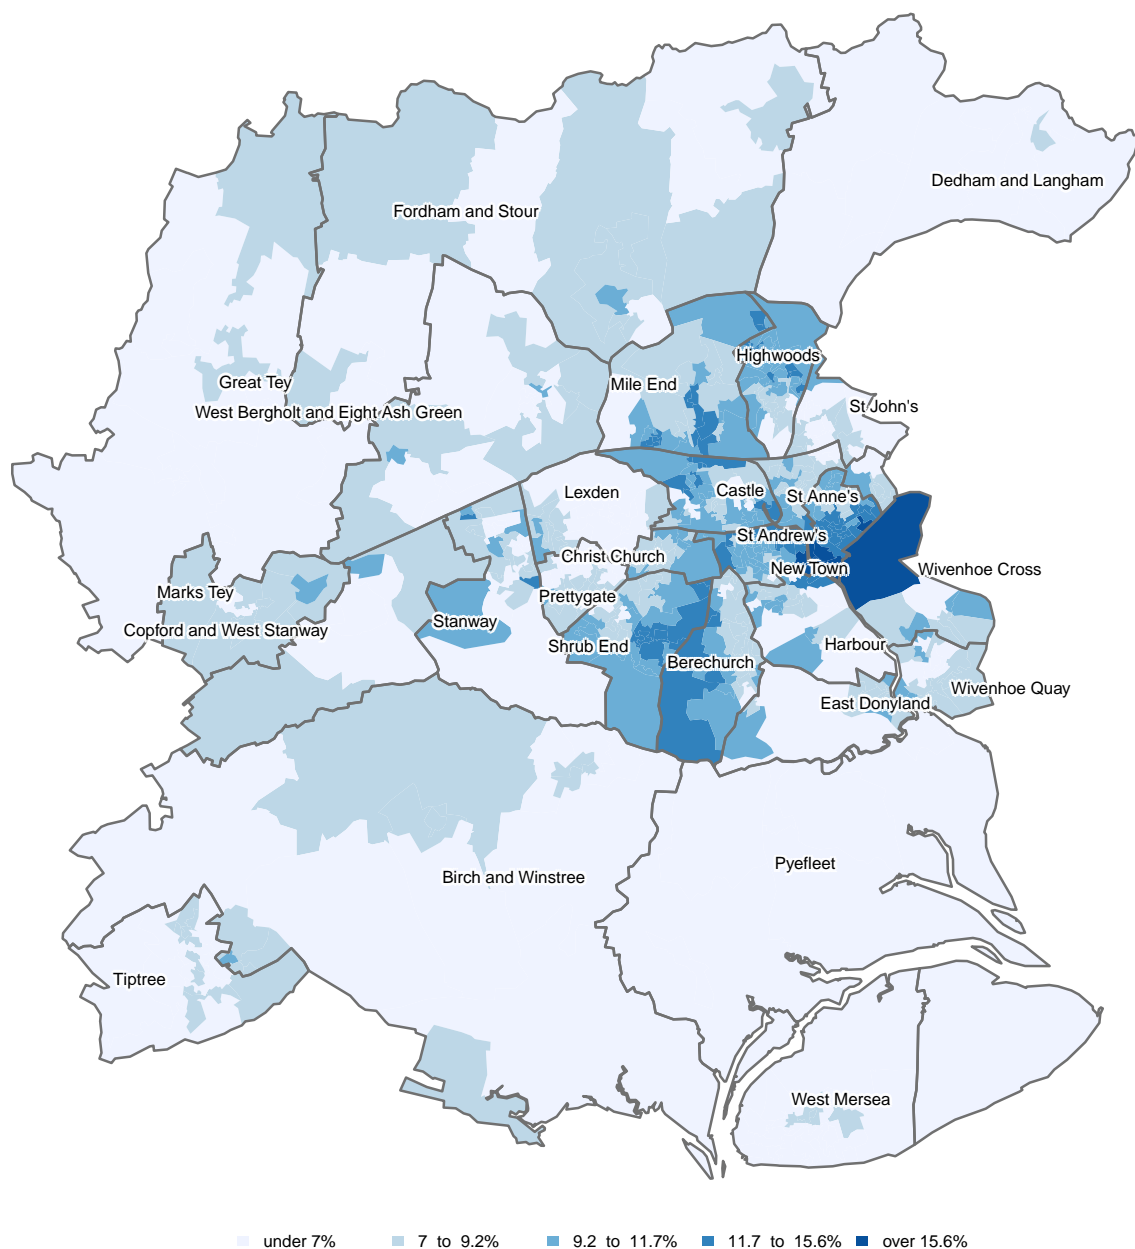 Dedham and Langham
Fordham and Stour
Highwoods
Great Tey
Mile End
West Bergholt and Eight Ash Green
St John's
Lexden
Castle
St Anne's
St Andrew's
Christ Church
New Town
Wivenhoe Cross
Marks Tey
Prettygate
Copford and West Stanway
Stanway
Shrub End
Harbour
Berechurch
Wivenhoe Quay
East Donyland
Pyefleet
Birch and Winstree
Tiptree
West Mersea
under 7% 7 to 9.2% 9.2 to 11.7% 11.7 to 15.6% over 15.6%